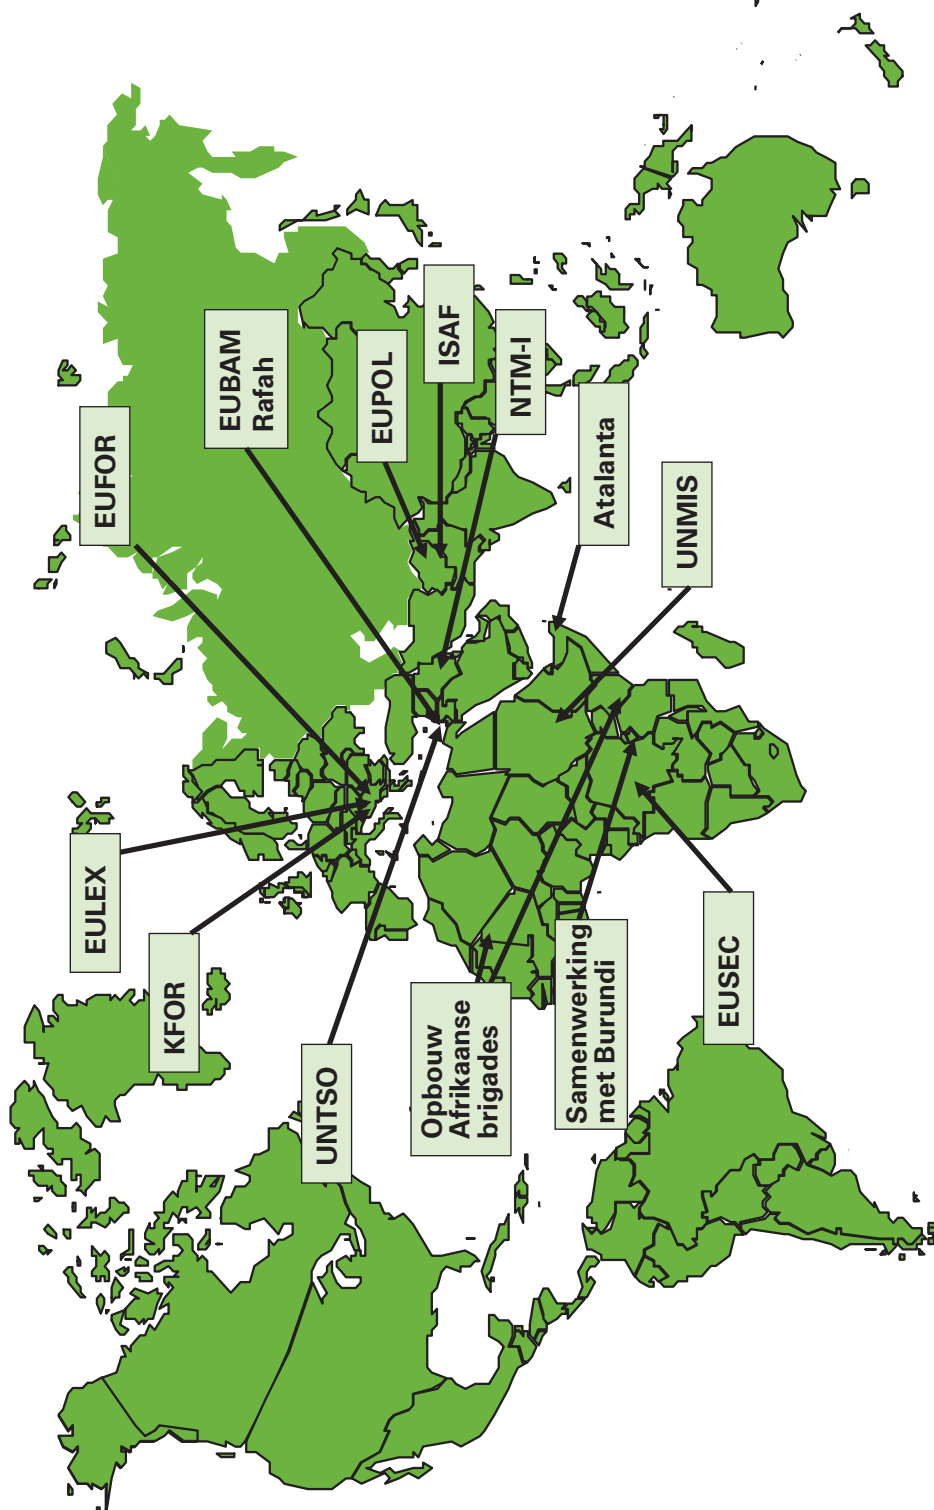 EULEX
EUFOR
KFOR
EUBAM
Rafah
UNTSO
EUPOL
ISAF
Opbouw
Afrikaanse
brigades
NTM-I
Samenwerking
met Burundi
Atalanta
UNMIS
EUSEC